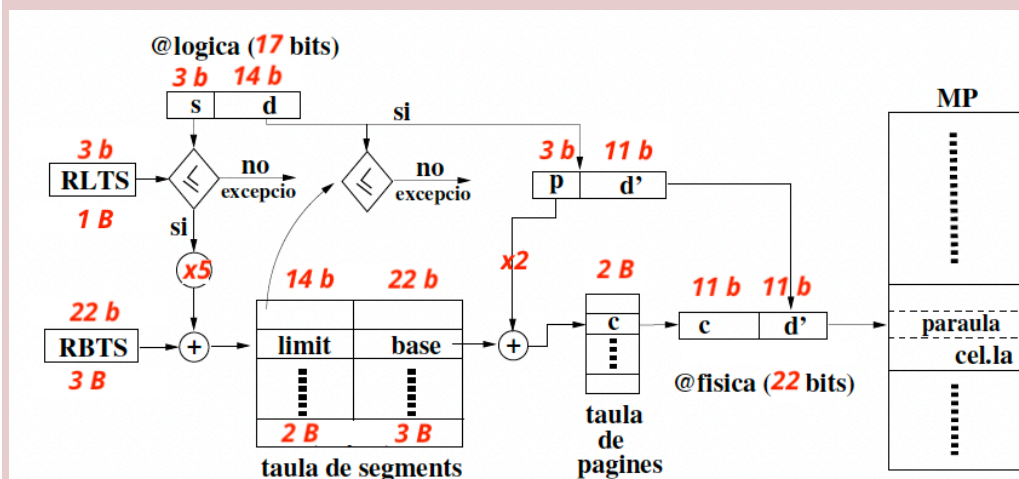 @logica (17 bits)
3 b 14 b
s d
si
MP
3 b
RLTS
1 B
≤
no
excepcio
≤
no
excepcio
3 b 11 b
p d'
si
x5
x2
14 b 22 b
2 B
22 b
RBTS
3 B
+
limit base
+
c
11 b 11 b
c d'
paraula
cel.la
@fisica (22 bits)
2 B 3 B
taula de segments
taula
de
pagines